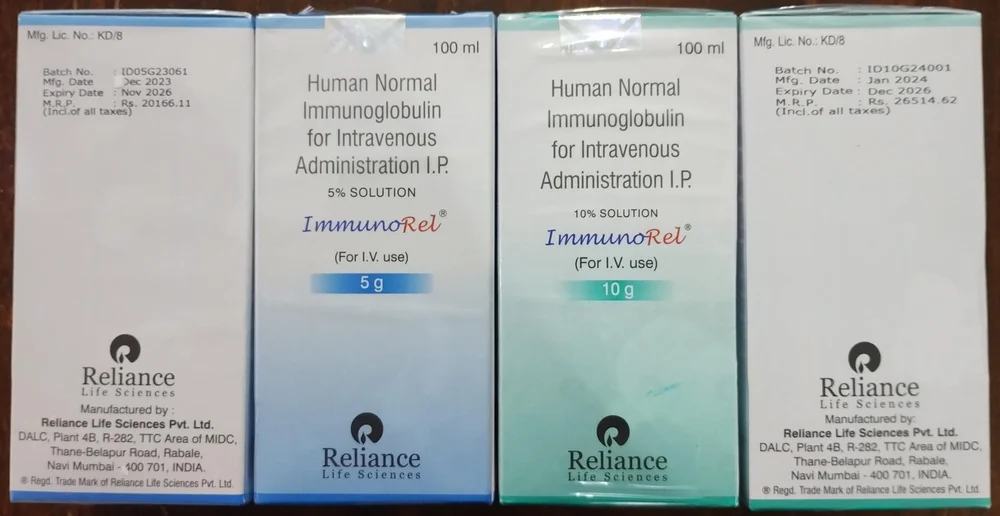 Mfg. Lic. No.: KD/8
Batch No. : ID05G23061
Mfg. Date Dec 2023
Expiry Date : Nov 2026
M.R.P. : Rs. 20166.11
(Incl.of all taxes)
Reliance
Life Sciences
Manufactured by :
Reliance Life Sciences Pvt. Ltd.
DALC, Plant 4B, R-282, TTC Area of MIDC,
Thane-Belapur Road, Rabale,
Navi Mumbai - 400 701, INDIA.
® Regd. Trade Mark of Reliance Life Sciences Pvt. Ltd.
100 ml
Human Normal
Immunoglobulin
for Intravenous
Administration I.P.
5% SOLUTION
ImmunoRel®
(For I.V. use)
5 g
Reliance
Life Sciences
100 ml
Human Normal
Immunoglobulin
for Intravenous
Administration I.P.
10% SOLUTION
ImmunoRel®
(For I.V. use)
10 g
Reliance
Life Sciences
Mfg. Lic. No.: KD/8
Batch No. : ID10G24001
Mfg. Date : Jan 2024
Expiry Date : Dec 2026
M.R.P. : Rs. 26514.62
(Incl.of all taxes)
Reliance
Life Sciences
Manufactured by:
Reliance Life Sciences Pvt. Ltd.
DALC, Plant 4B, R-282, TTC Area of MIDC,
Thane-Belapur Road, Rabale,
Navi Mumbai - 400 701, INDIA.
® Regd. Trade Mark of Reliance Life Sciences Pvt. Ltd.